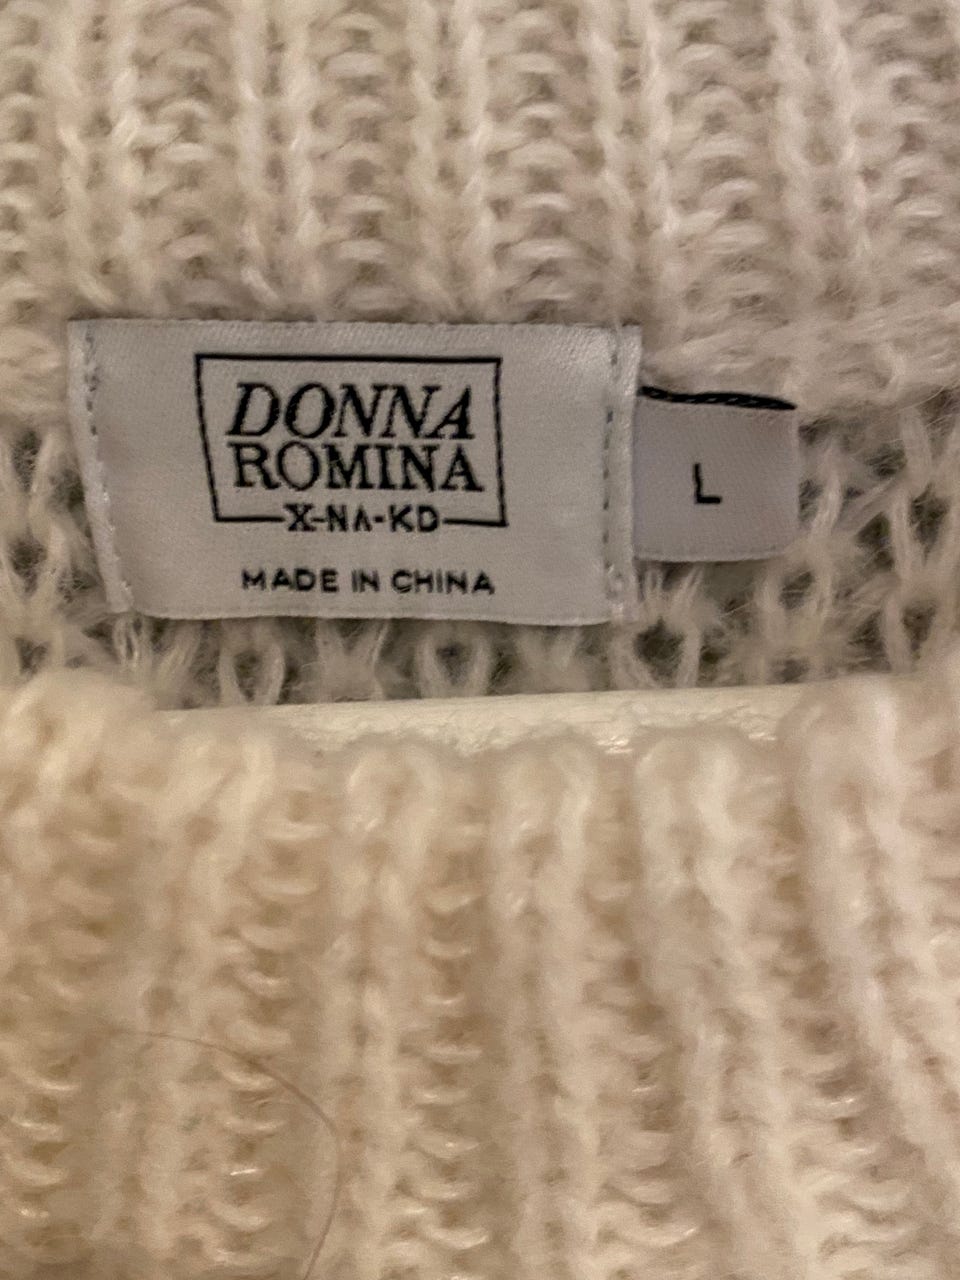 DONNA
ROMINA
X-NA-KD
MADE IN CHINA
L